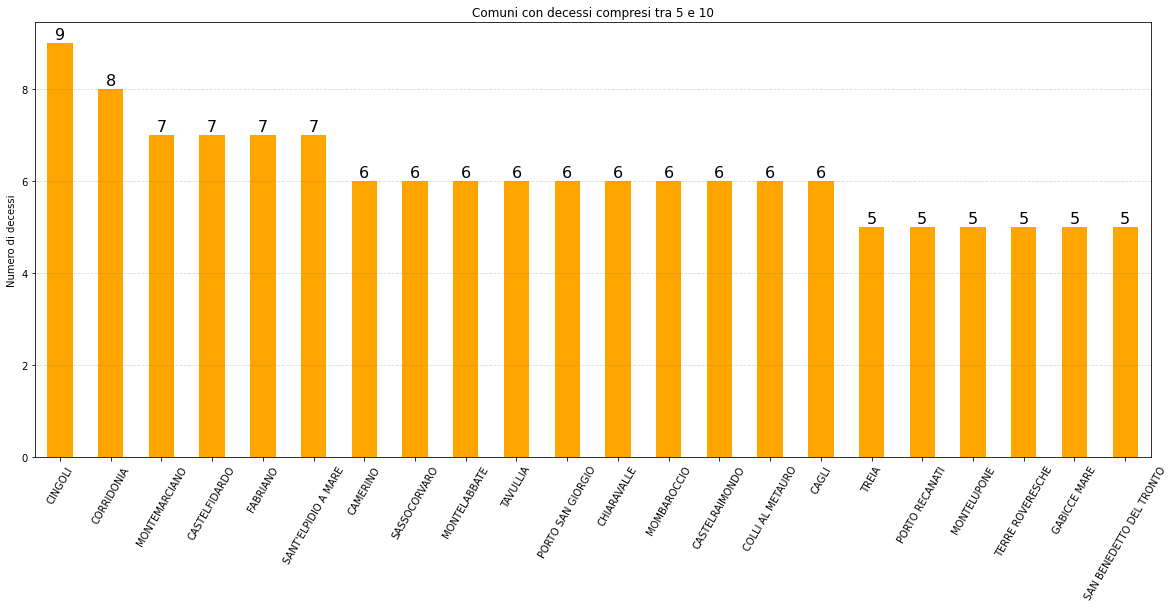 Comuni con decessi compresi tra 5 e 10
Numero di decessi
8
6
4
2
0
9
8
7
7
7
7
6
6
6
6
6
6
6
6
6
6
5
5
5
5
5
5
CINGOLI
CORRIDONIA
MONTEMARCIANO
CASTELFIDARDO
FABRIANO
SANT'ELPIDIO A MARE
CAMERINO
SASSOCORVARO
MONTELABBATE
TAVULLIA
PORTO SAN GIORGIO
CHIARAVALLE
MOMBAROCCIO
CASTELRAIMONDO
COLLI AL METAURO
CAGLI
TREIA
PORTO RECANATI
MONTELUPONE
TERRE ROVERESCHE
GABICCE MARE
SAN BENEDETTO DEL TRONTO